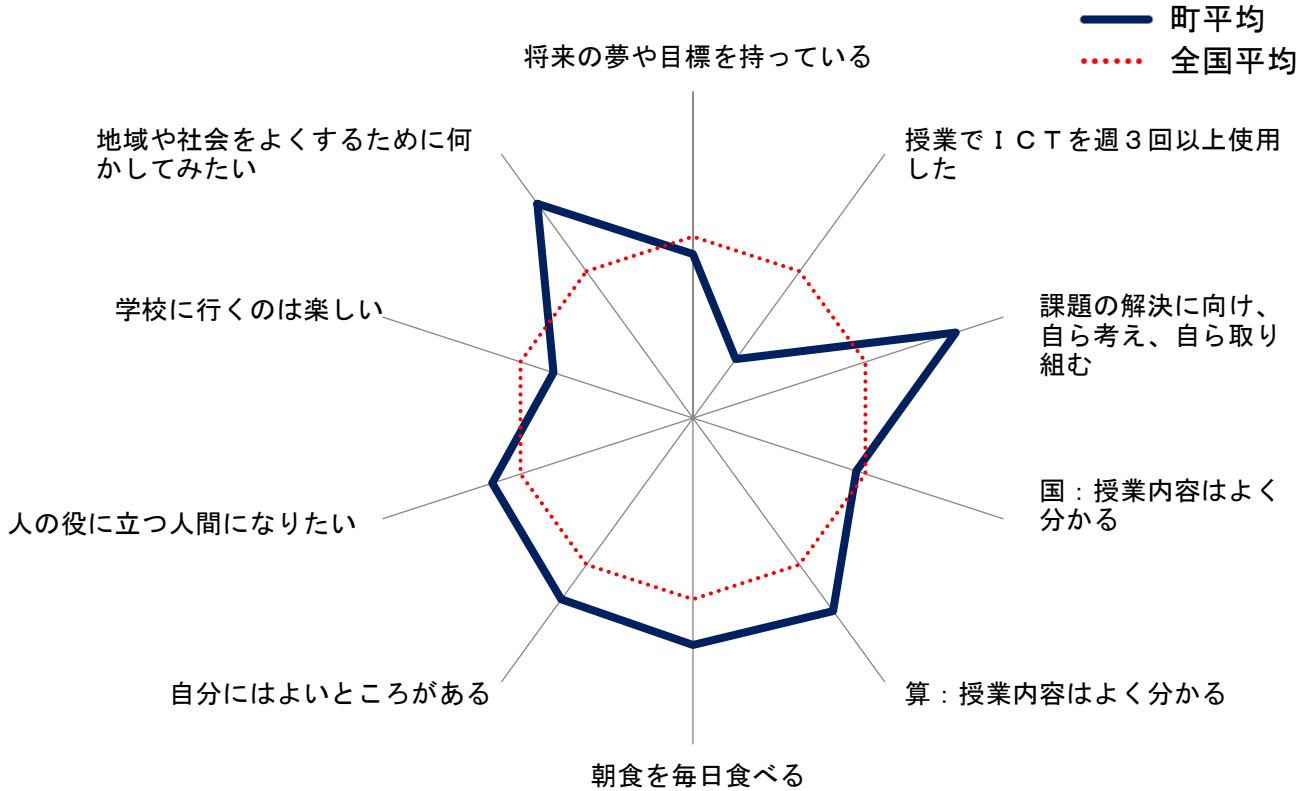 町平均
全国平均
将来の夢や目標を持っている
授業でＩＣＴを週３回以上使用
した
課題の解決に向け、
自ら考え、自ら取り
組む
国：授業内容はよく
分かる
算：授業内容はよく分かる
朝食を毎日食べる
自分にはよいところがある
人の役に立つ人間になりたい
学校に行くのは楽しい
地域や社会をよくするために何
かしてみたい